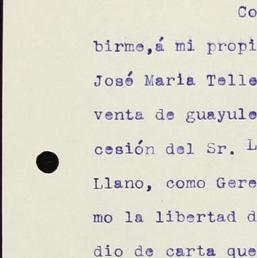 Co
birme,á mi propi
José Maria Telle
venta de guayule
cesión del Sr. L
Llano, como Gere
mo la libertad d
dio de carta que